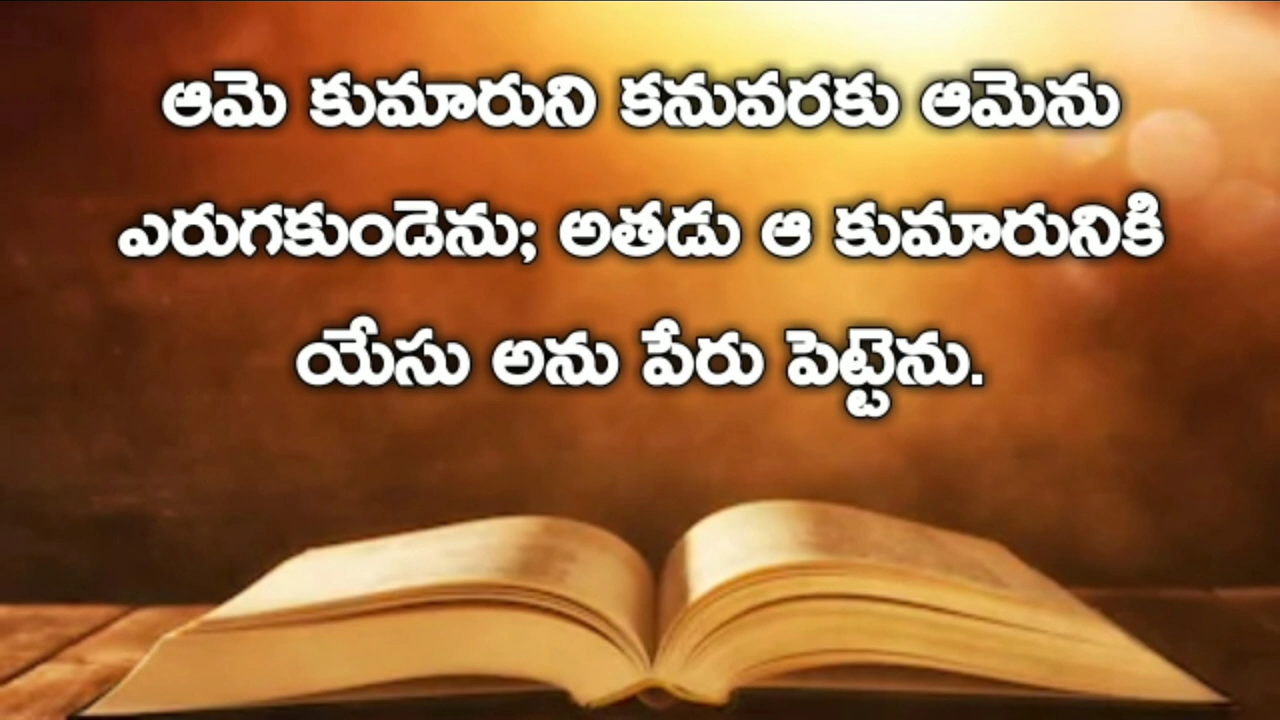 ఆమె కుమారుని కనువరకు ఆమెను
ఎరుగకుండెను; అతడు ఆ కుమారునికి
యేసు అను పేరు పెట్టెను.